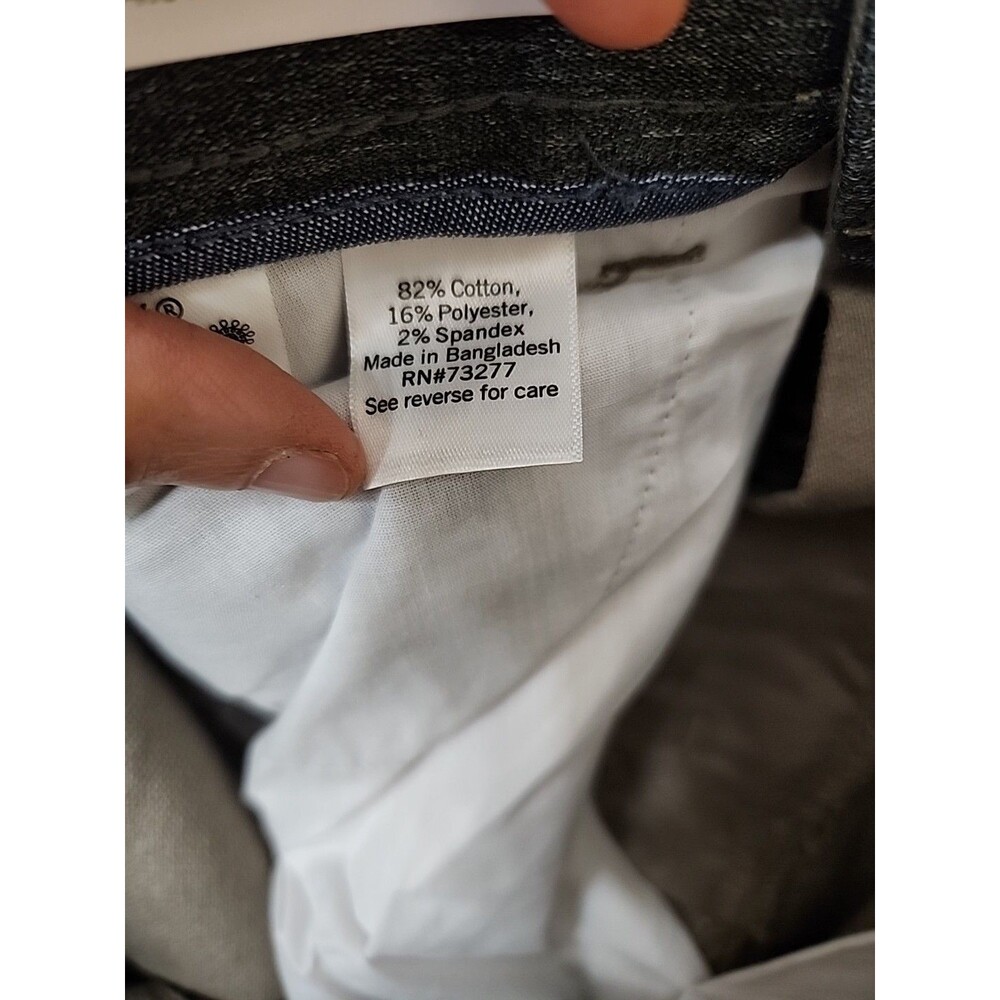 82% Cotton,
16% Polyester,
2% Spandex
Made in Bangladesh
RN#73277
See reverse for care
®